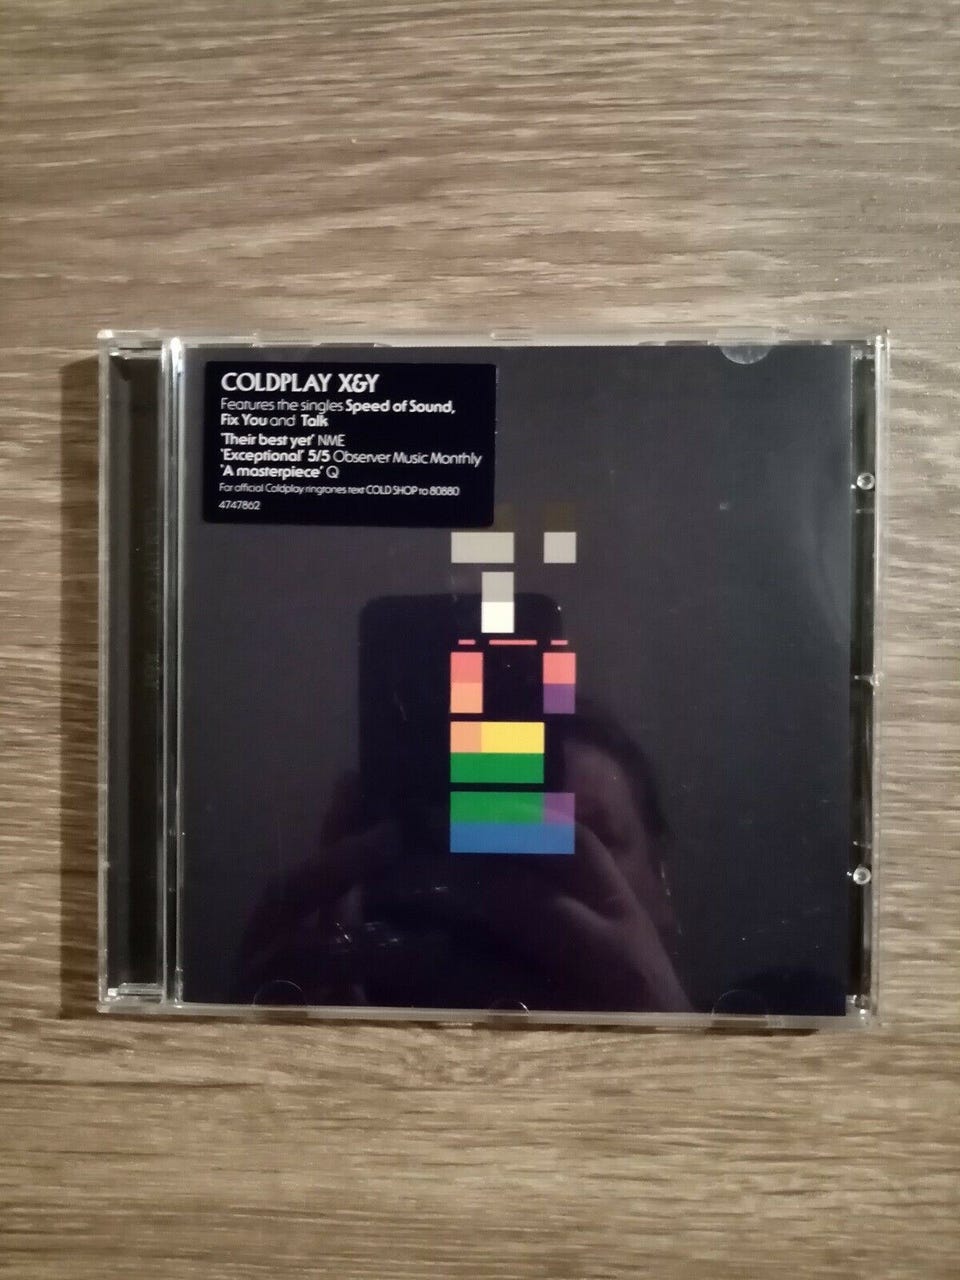 COLDPLAY X&Y
Features the singles Speed of Sound,
Fix You and Talk
'Their best yet' NME
'Exceptional' 5/5 Observer Music Monthly
'A masterpiece' Q
For official Coldplay ringtones text COLD SHOP to 80880
4747862